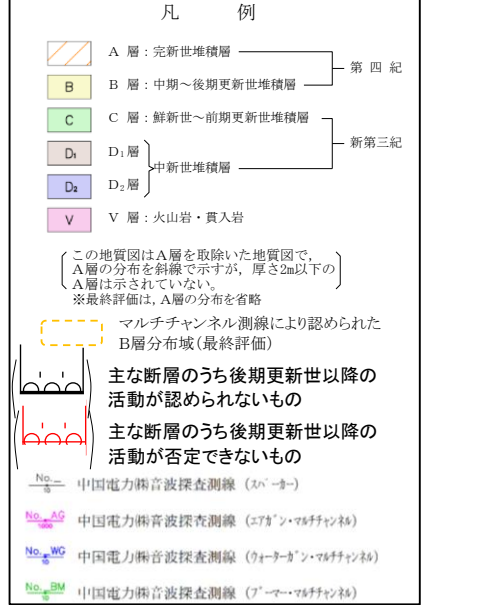 凡 例
A 層：完新世堆積層
第 四 紀
B
B 層：中期～後期更新世堆積層
C
C 層：鮮新世～前期更新世堆積層
新第三紀
D₁
D₁層
中新世堆積層
D₂
D₂層
V
V 層：火山岩・貫入岩
この地質図はA層を取除いた地質図で，
A層の分布を斜線で示すが，厚さ2m以下の
A層は示されていない。
※最終評価は，A層の分布を省略
マルチチャンネル測線により認められた
B層分布域(最終評価)
主な断層のうち後期更新世以降の
活動が認められないもの
主な断層のうち後期更新世以降の
活動が否定できないもの
No.―
10
中国電力㈱音波探査測線 (ｽﾊﾟｰｶｰ)
No. AG
1000
中国電力㈱音波探査測線 (ｴｱｶﾞﾝ・ﾏﾙﾁﾁｬﾝﾈﾙ)
No. WG
10
中国電力㈱音波探査測線 (ｳｫｰﾀｰｶﾞﾝ・ﾏﾙﾁﾁｬﾝﾈﾙ)
No. BM
10
中国電力㈱音波探査測線 (ﾌﾞｰﾏｰ・ﾏﾙﾁﾁｬﾝﾈﾙ)